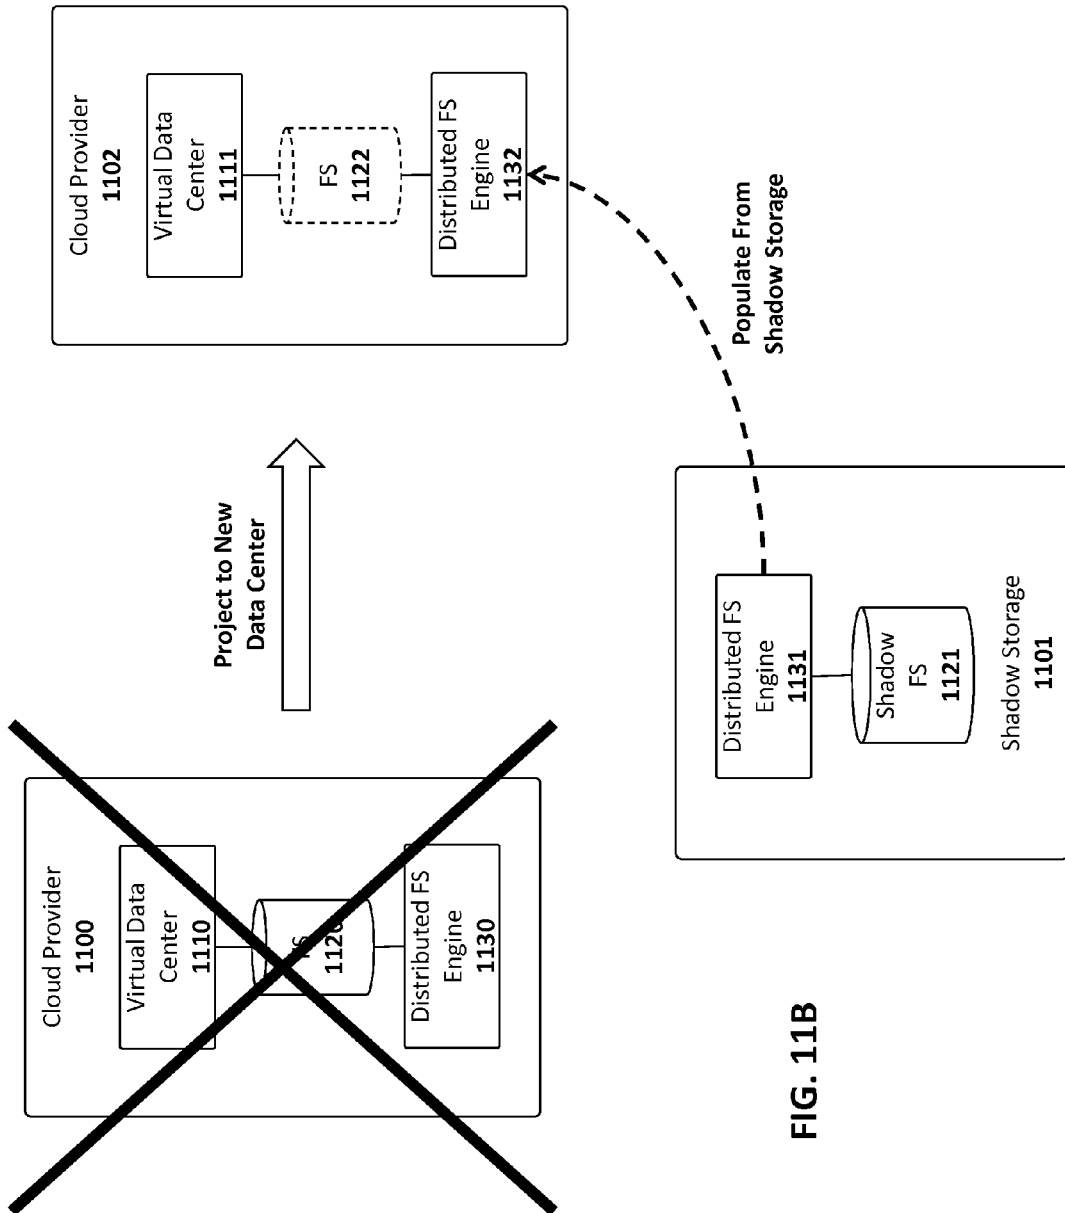 Cloud Provider
1100
Virtual Data
Center
1110
FS
1120
Distributed FS
Engine
1130
Project to New
Data Center
Cloud Provider
1102
Virtual Data
Center
1111
FS
1122
Distributed FS
Engine
1132
Populate From
Shadow Storage
Distributed FS
Engine
1131
Shadow
FS
1121
Shadow Storage
1101
FIG. 11B